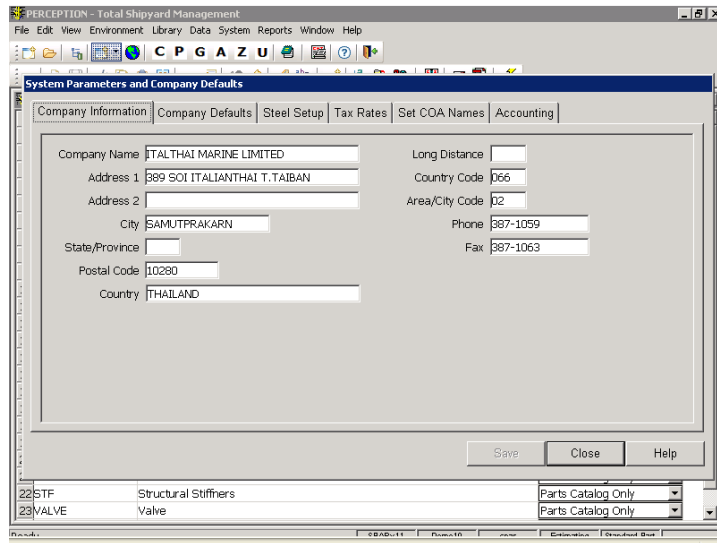 PERCEPTION - Total Shipyard Management
File Edit View Environment Library Data System Reports Window Help
C P G A Z U
System Parameters and Company Defaults
Company Information Company Defaults Steel Setup Tax Rates Set COA Names Accounting
Company Name ITALTHAI MARINE LIMITED Long Distance
Address 1 389 SOI ITALIANTHAI T.TAIBAN Country Code 066
Address 2 Area/City Code 02
City SAMUTPRAKARN Phone 387-1059
State/Province Fax 387-1063
Postal Code 10280
Country THAILAND
Save Close Help
22 STF Structural Stiffners Parts Catalog Only
23 VALVE Valve Parts Catalog Only